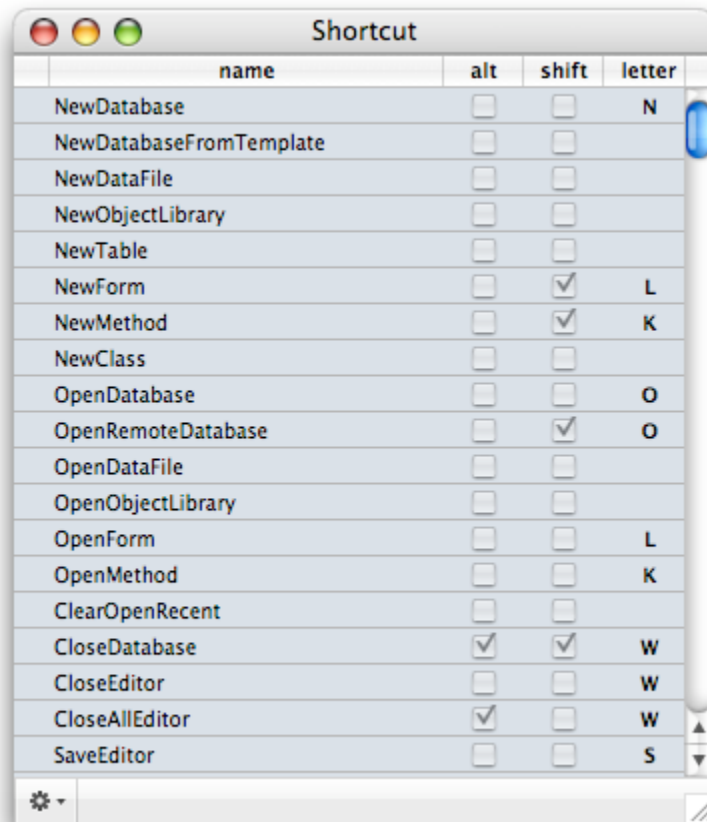 Shortcut
name alt shift letter
NewDatabase N
NewDatabaseFromTemplate
NewDataFile
NewObjectLibrary
NewTable
NewForm L
NewMethod K
NewClass
OpenDatabase O
OpenRemoteDatabase O
OpenDataFile
OpenObjectLibrary
OpenForm L
OpenMethod K
ClearOpenRecent
CloseDatabase W
CloseEditor W
CloseAllEditor W
SaveEditor S